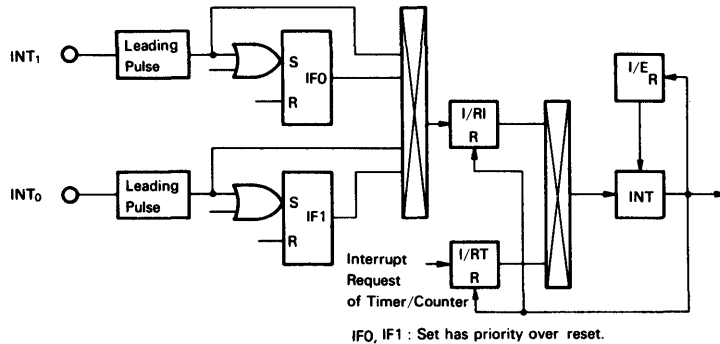 INT1
Leading
Pulse
S
IF0
R
INT0
Leading
Pulse
S
IF1
R
I/RI
R
I/RT
R
Interrupt
Request
of Timer/Counter
I/E
R
INT
IF0, IF1 : Set has priority over reset.